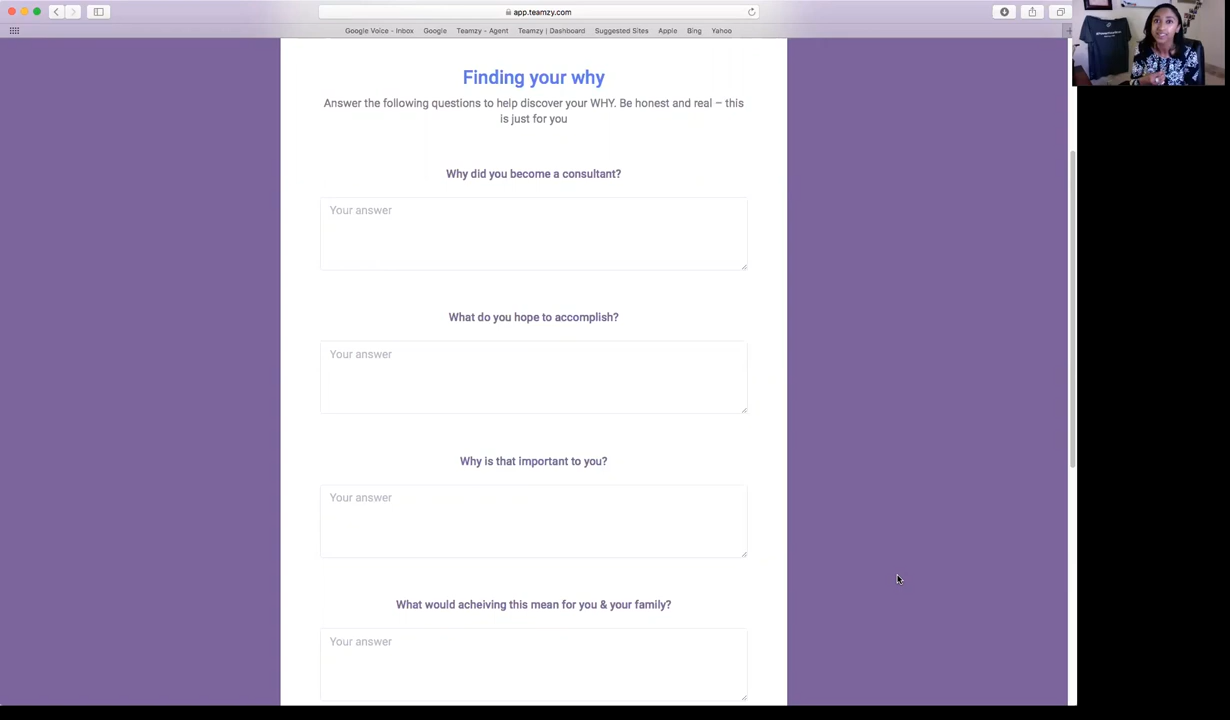 app.teamzy.com
Google Voice - Inbox Google Teamzy - Agent Teamzy | Dashboard Suggested Sites Apple Bing Yahoo
Finding your why
Answer the following questions to help discover your WHY. Be honest and real – this
is just for you
Why did you become a consultant?
Your answer
What do you hope to accomplish?
Your answer
Why is that important to you?
Your answer
What would acheiving this mean for you & your family?
Your answer